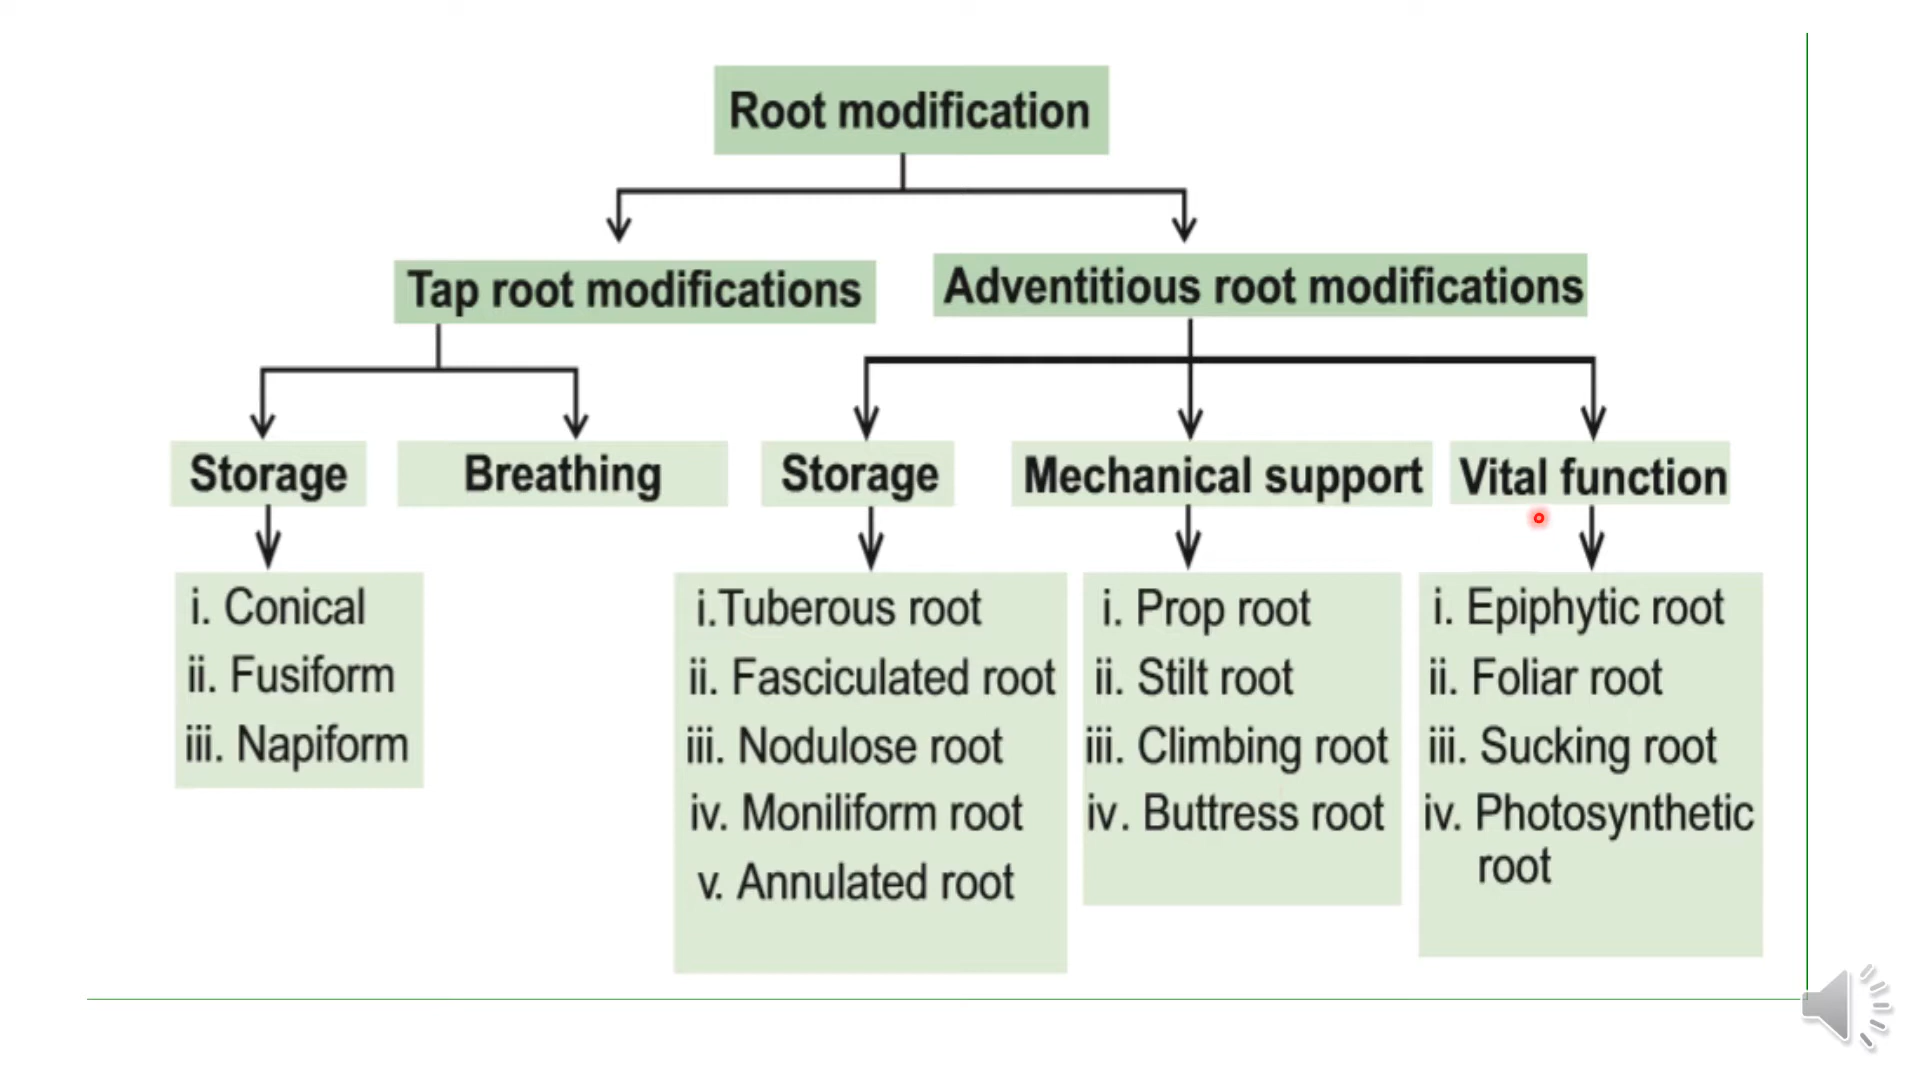 Root modification
Tap root modifications
Adventitious root modifications
Storage
Breathing
Storage
Mechanical support
Vital function
i. Conical
ii. Fusiform
iii. Napiform
i.Tuberous root
ii. Fasciculated root
iii. Nodulose root
iv. Moniliform root
v. Annulated root
i. Prop root
ii. Stilt root
iii. Climbing root
iv. Buttress root
i. Epiphytic root
ii. Foliar root
iii. Sucking root
iv. Photosynthetic
root